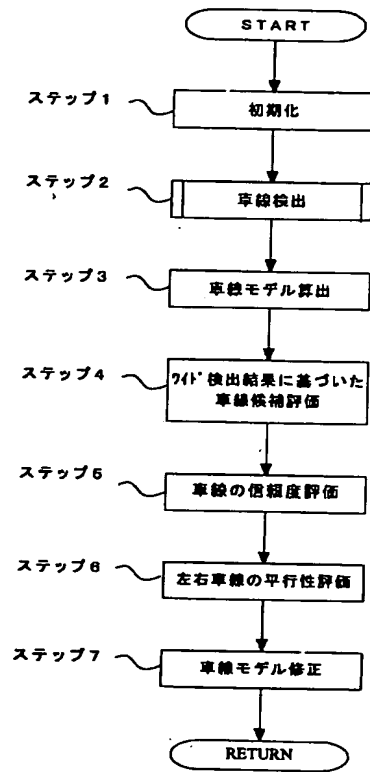 START
ステップ1
初期化
ステップ2
車線検出
ステップ3
車線モデル算出
ステップ4
ワイド検出結果に基づいた
車線候補評価
ステップ5
車線の信頼度評価
ステップ6
左右車線の平行性評価
ステップ7
車線モデル修正
RETURN